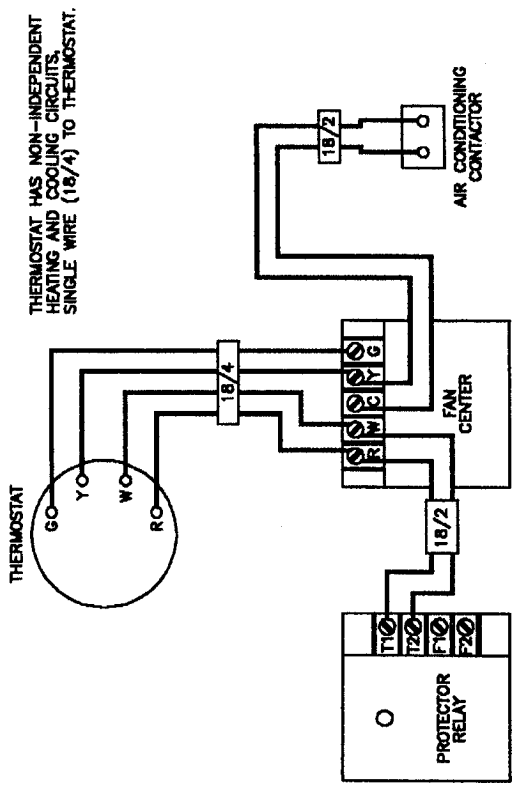 THERMOSTAT HAS NON-INDEPENDENT
HEATING AND COOLING CIRCUITS,
SINGLE WIRE (18/4) TO THERMOSTAT.
THERMOSTAT
G
Y
W
R
18/4
18/2
AIR CONDITIONING
CONTACTOR
R
W
C
Y
G
FAN
CENTER
18/2
T1
T2
F1
F2
PROTECTOR
RELAY